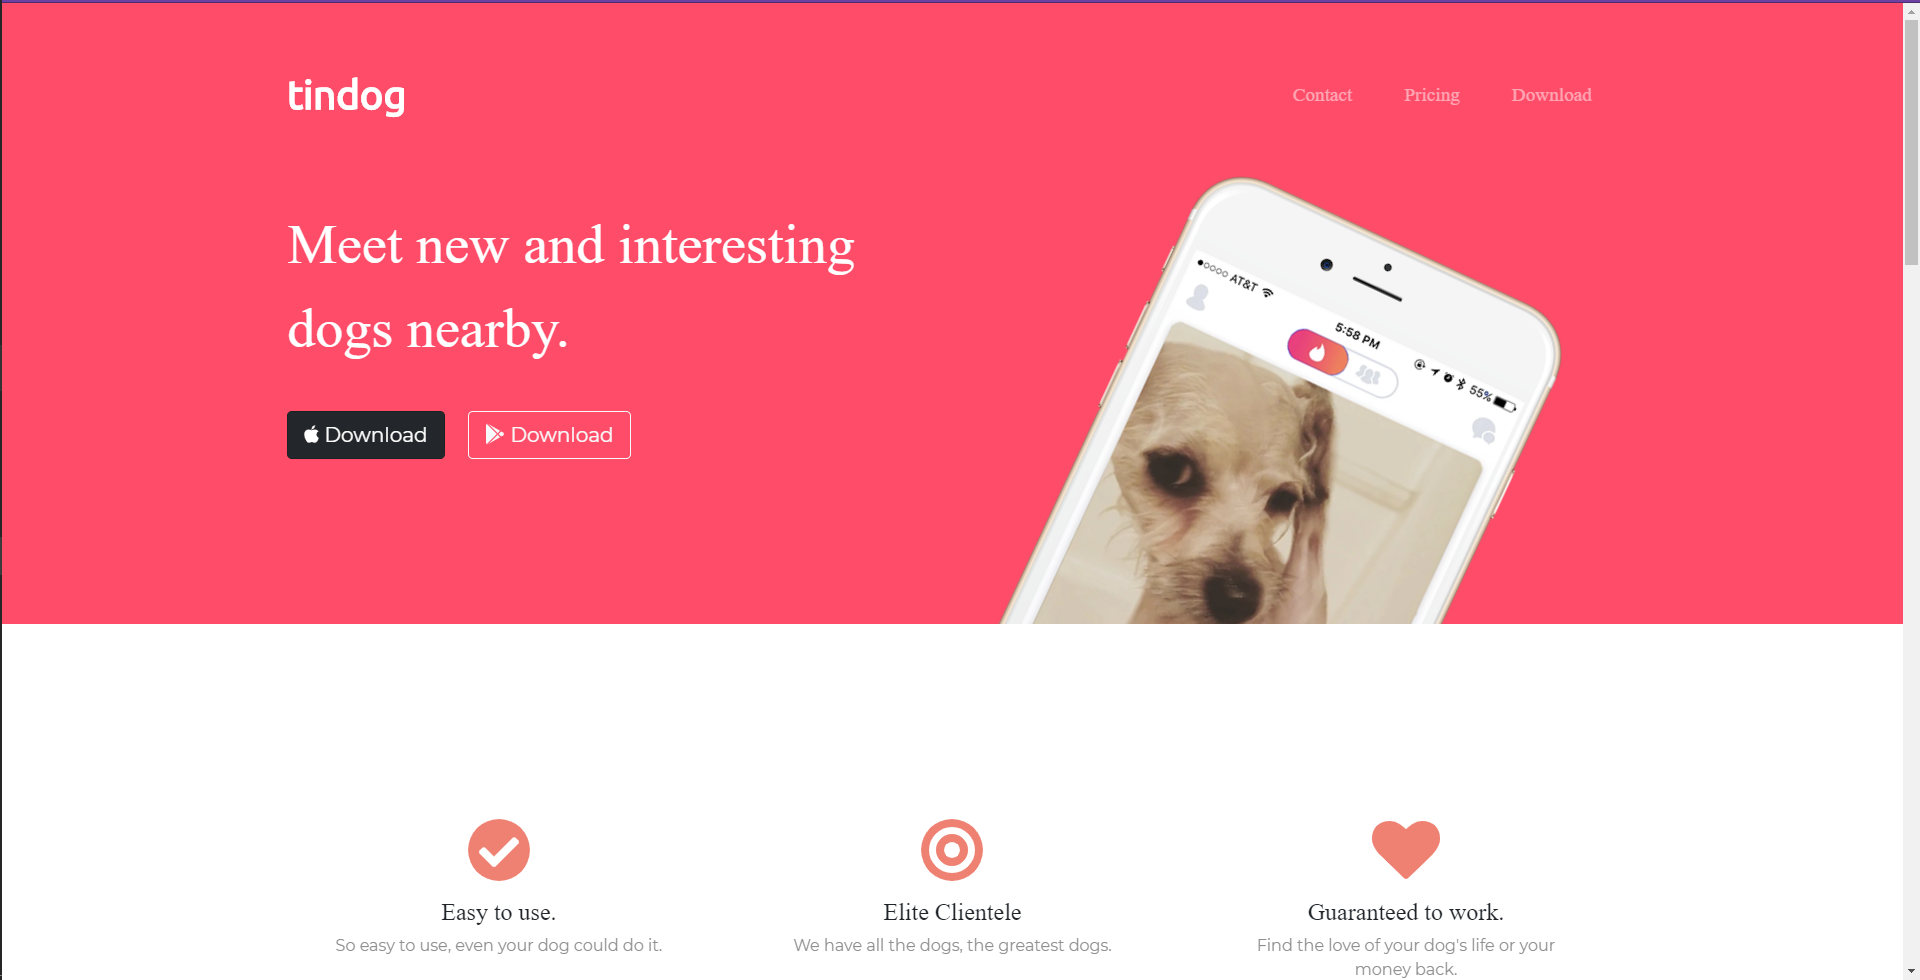 tindog
Contact Pricing Download
Meet new and interesting
dogs nearby.
Download Download
AT&T
5:58 PM
55%
Easy to use.
So easy to use, even your dog could do it.
Elite Clientele
We have all the dogs, the greatest dogs.
Guaranteed to work.
Find the love of your dog's life or your
money back.